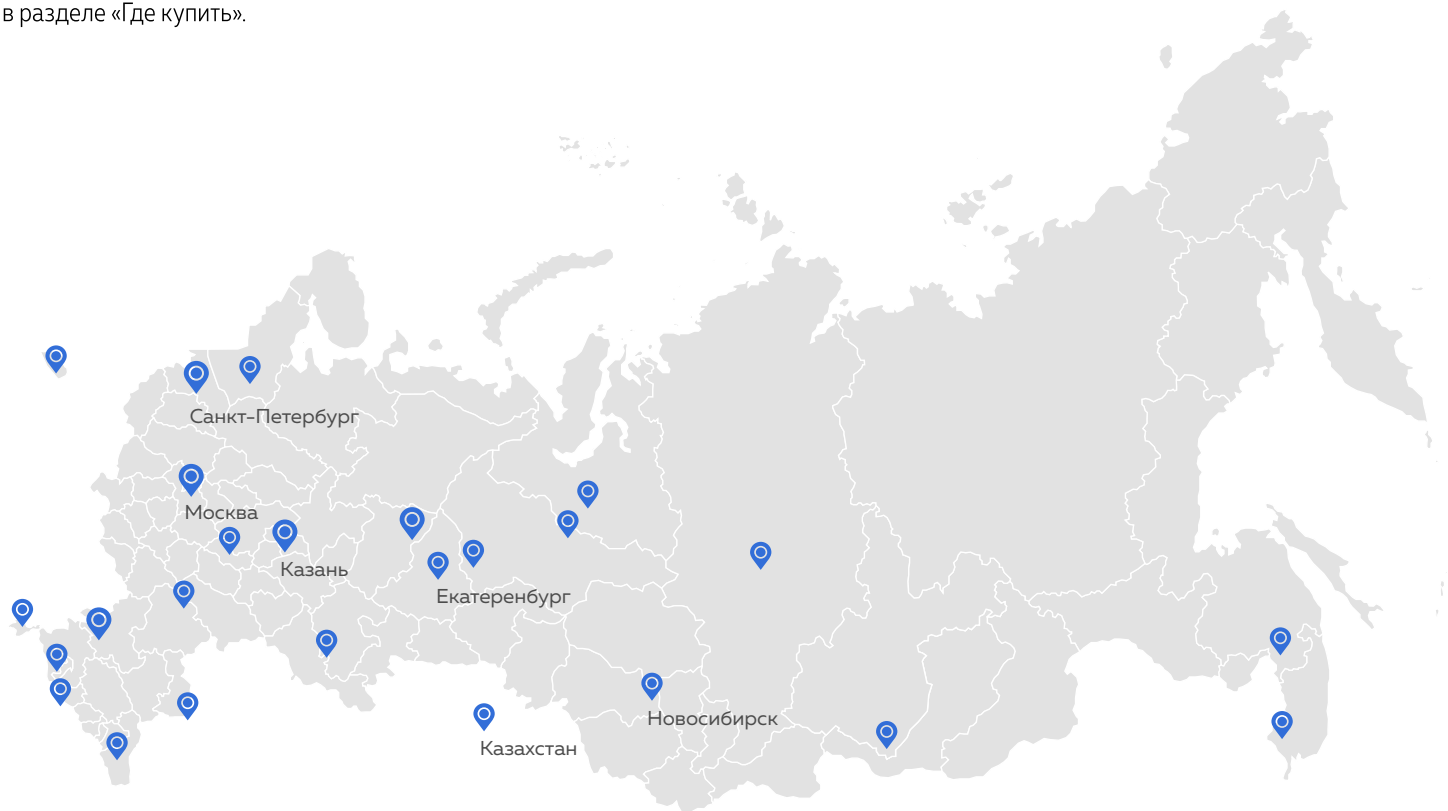 в разделе «Где купить».
Санкт-Петербург
Москва
Казань
Екатеренбург
Новосибирск
Казахстан